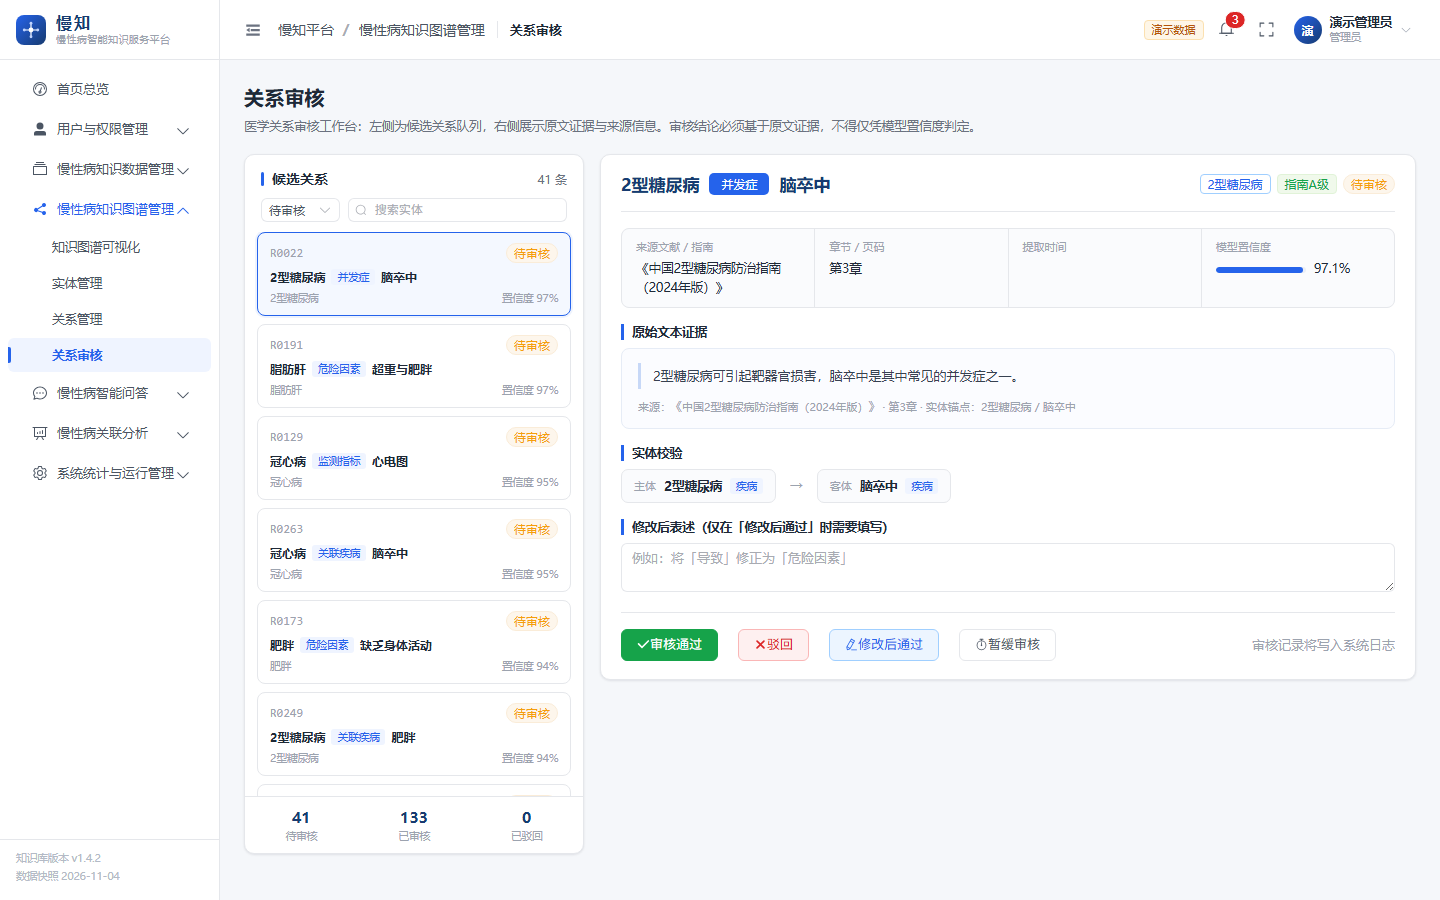 慢知
慢性病智能知识服务平台
首页总览
用户与权限管理
慢性病知识数据管理
慢性病知识图谱管理
知识图谱可视化
实体管理
关系管理
关系审核
慢性病智能问答
慢性病关联分析
系统统计与运行管理
知识库版本 v1.4.2
数据快照 2026-11-04
慢知平台 / 慢性病知识图谱管理 关系审核
演示数据
3
演
演示管理员
管理员
关系审核
医学关系审核工作台：左侧为候选关系队列，右侧展示原文证据与来源信息。审核结论必须基于原文证据，不得仅凭模型置信度判定。
候选关系 41 条
待审核 搜索实体
R0022 待审核
2型糖尿病 并发症 脑卒中
2型糖尿病 置信度 97%
R0191 待审核
脂肪肝 危险因素 超重与肥胖
脂肪肝 置信度 97%
R0129 待审核
冠心病 监测指标 心电图
冠心病 置信度 95%
R0263 待审核
冠心病 关联疾病 脑卒中
冠心病 置信度 95%
R0173 待审核
肥胖 危险因素 缺乏身体活动
肥胖 置信度 94%
R0249 待审核
2型糖尿病 关联疾病 肥胖
2型糖尿病 置信度 94%
41 133 0
待审核 已审核 已驳回
2型糖尿病 并发症 脑卒中 2型糖尿病 指南A级 待审核
来源文献 / 指南
《中国2型糖尿病防治指南
（2024年版）》
章节 / 页码
第3章
提取时间
模型置信度
97.1%
原始文本证据
2型糖尿病可引起靶器官损害，脑卒中是其中常见的并发症之一。
来源：《中国2型糖尿病防治指南（2024年版）》 · 第3章 · 实体锚点：2型糖尿病 / 脑卒中
实体校验
主体 2型糖尿病 疾病 → 客体 脑卒中 疾病
修改后表述（仅在「修改后通过」时需要填写）
例如：将「导致」修正为「危险因素」
审核通过 驳回 修改后通过 暂缓审核 审核记录将写入系统日志